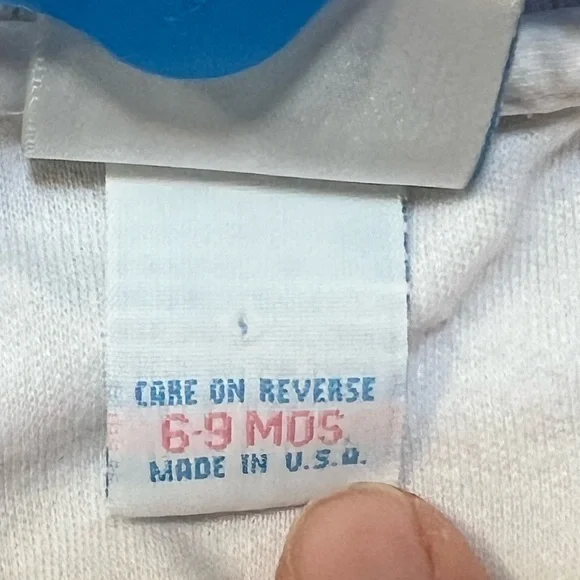 CARE ON REVERSE
6-9 MOS.
MADE IN U.S.A.